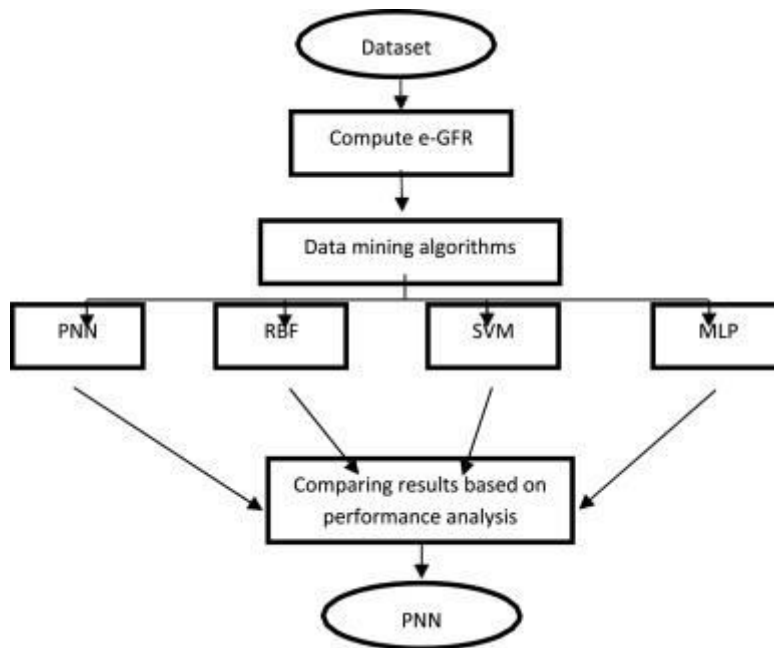 Dataset
Compute e-GFR
Data mining algorithms
PNN
RBF
SVM
MLP
Comparing results based on
performance analysis
PNN